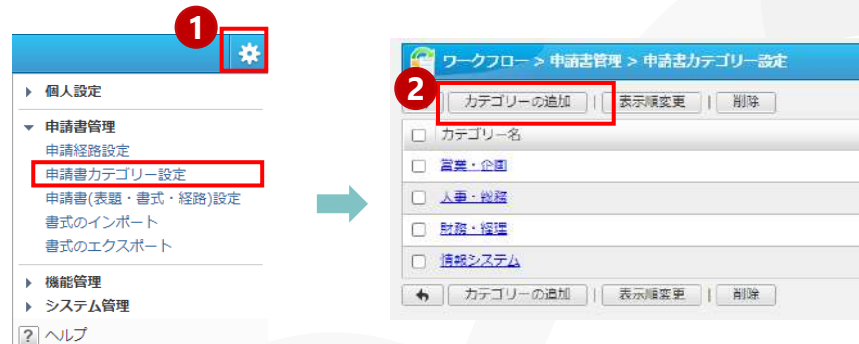 1
個人設定
申請書管理
申請経路設定
申請書カテゴリー設定
申請書(表題・書式・経路)設定
書式のインポート
書式のエクスポート
機能管理
システム管理
? ヘルプ
ワークフロー > 申請書管理 > 申請書カテゴリー設定
2
カテゴリーの追加 | 表示順変更 | 削除
カテゴリー名
営業・企画
人事・総務
財務・経理
情報システム
カテゴリーの追加 | 表示順変更 | 削除